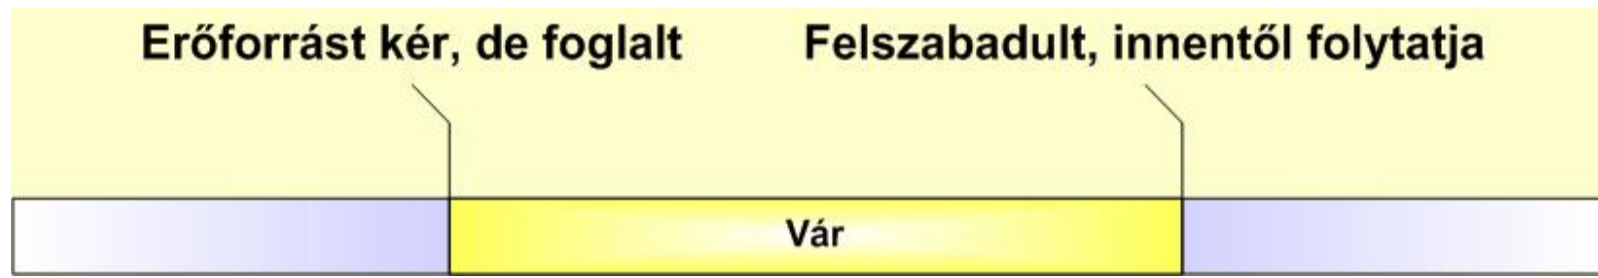 Erőforrást kér, de foglalt
Felszabadult, innentől folytatja
Vár